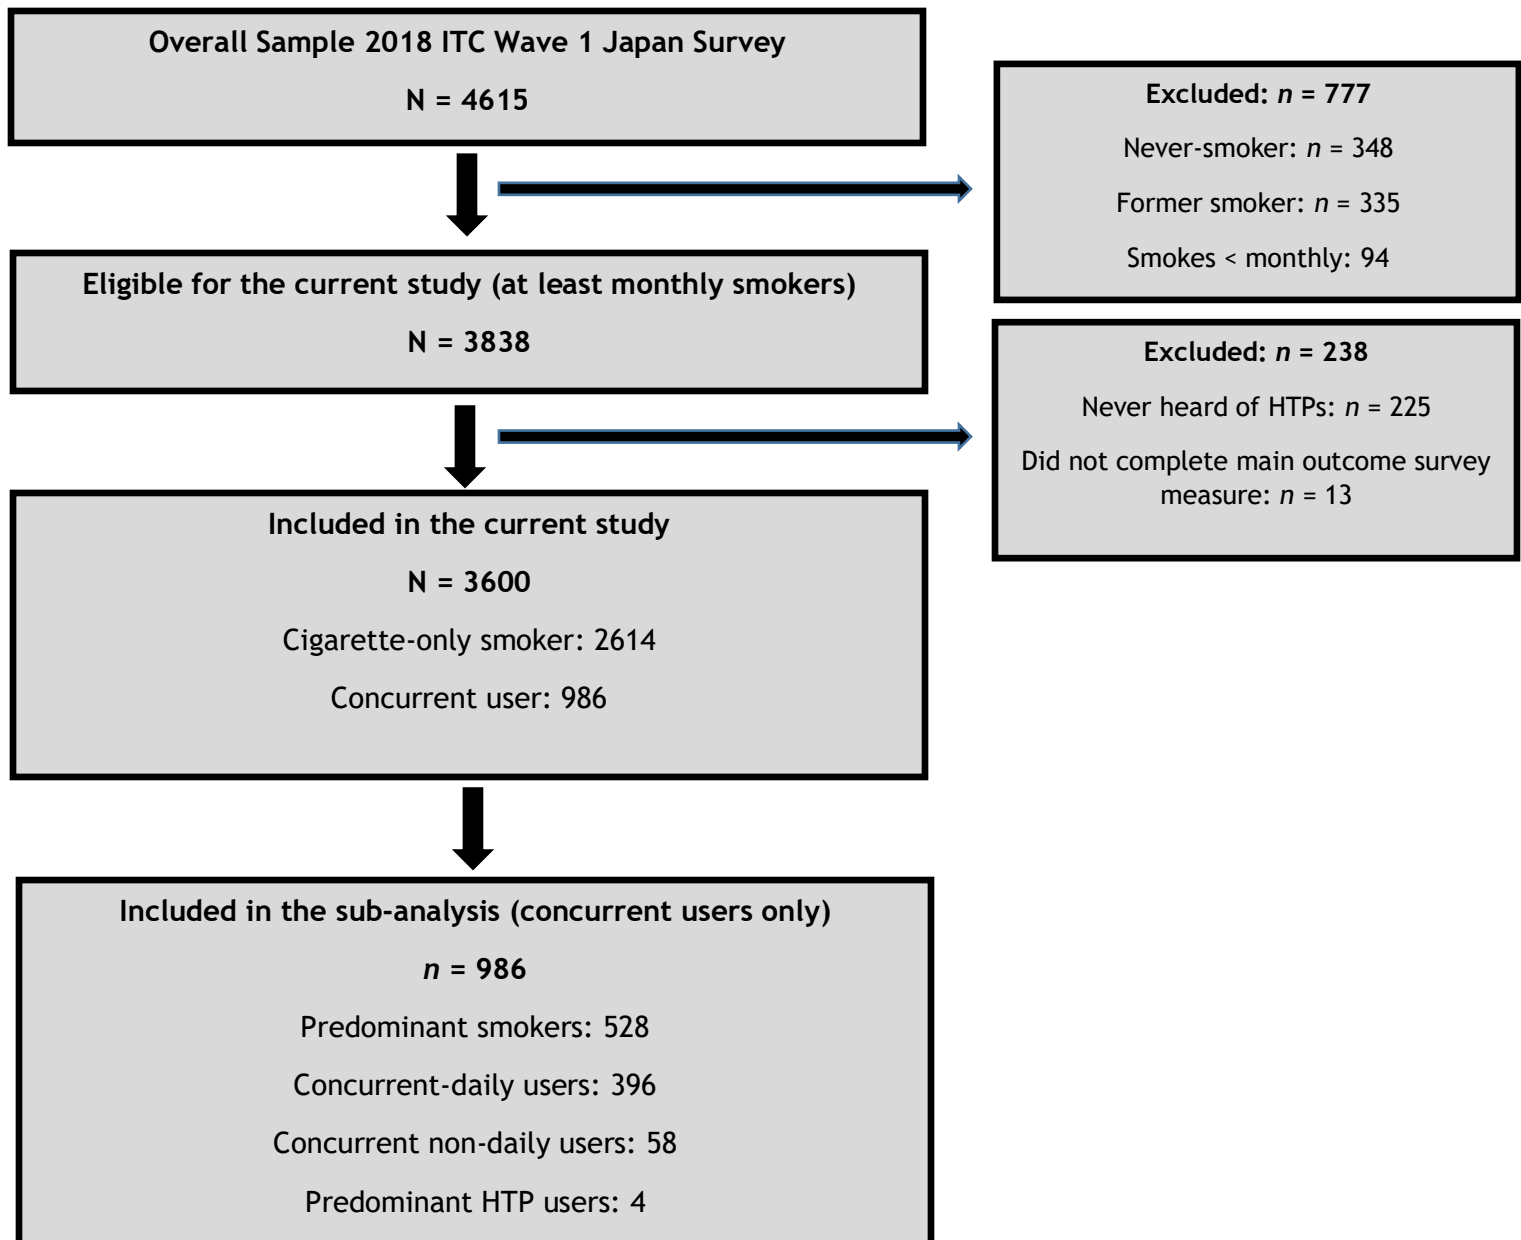 Overall Sample 2018 ITC Wave 1 Japan Survey
N = 4615
Excluded: n = 777
Never-smoker: n = 348
Former smoker: n = 335
Smokes < monthly: 94
Eligible for the current study (at least monthly smokers)
N = 3838
Excluded: n = 238
Never heard of HTPs: n = 225
Did not complete main outcome survey
measure: n = 13
Included in the current study
N = 3600
Cigarette-only smoker: 2614
Concurrent user: 986
Included in the sub-analysis (concurrent users only)
n = 986
Predominant smokers: 528
Concurrent-daily users: 396
Concurrent non-daily users: 58
Predominant HTP users: 4